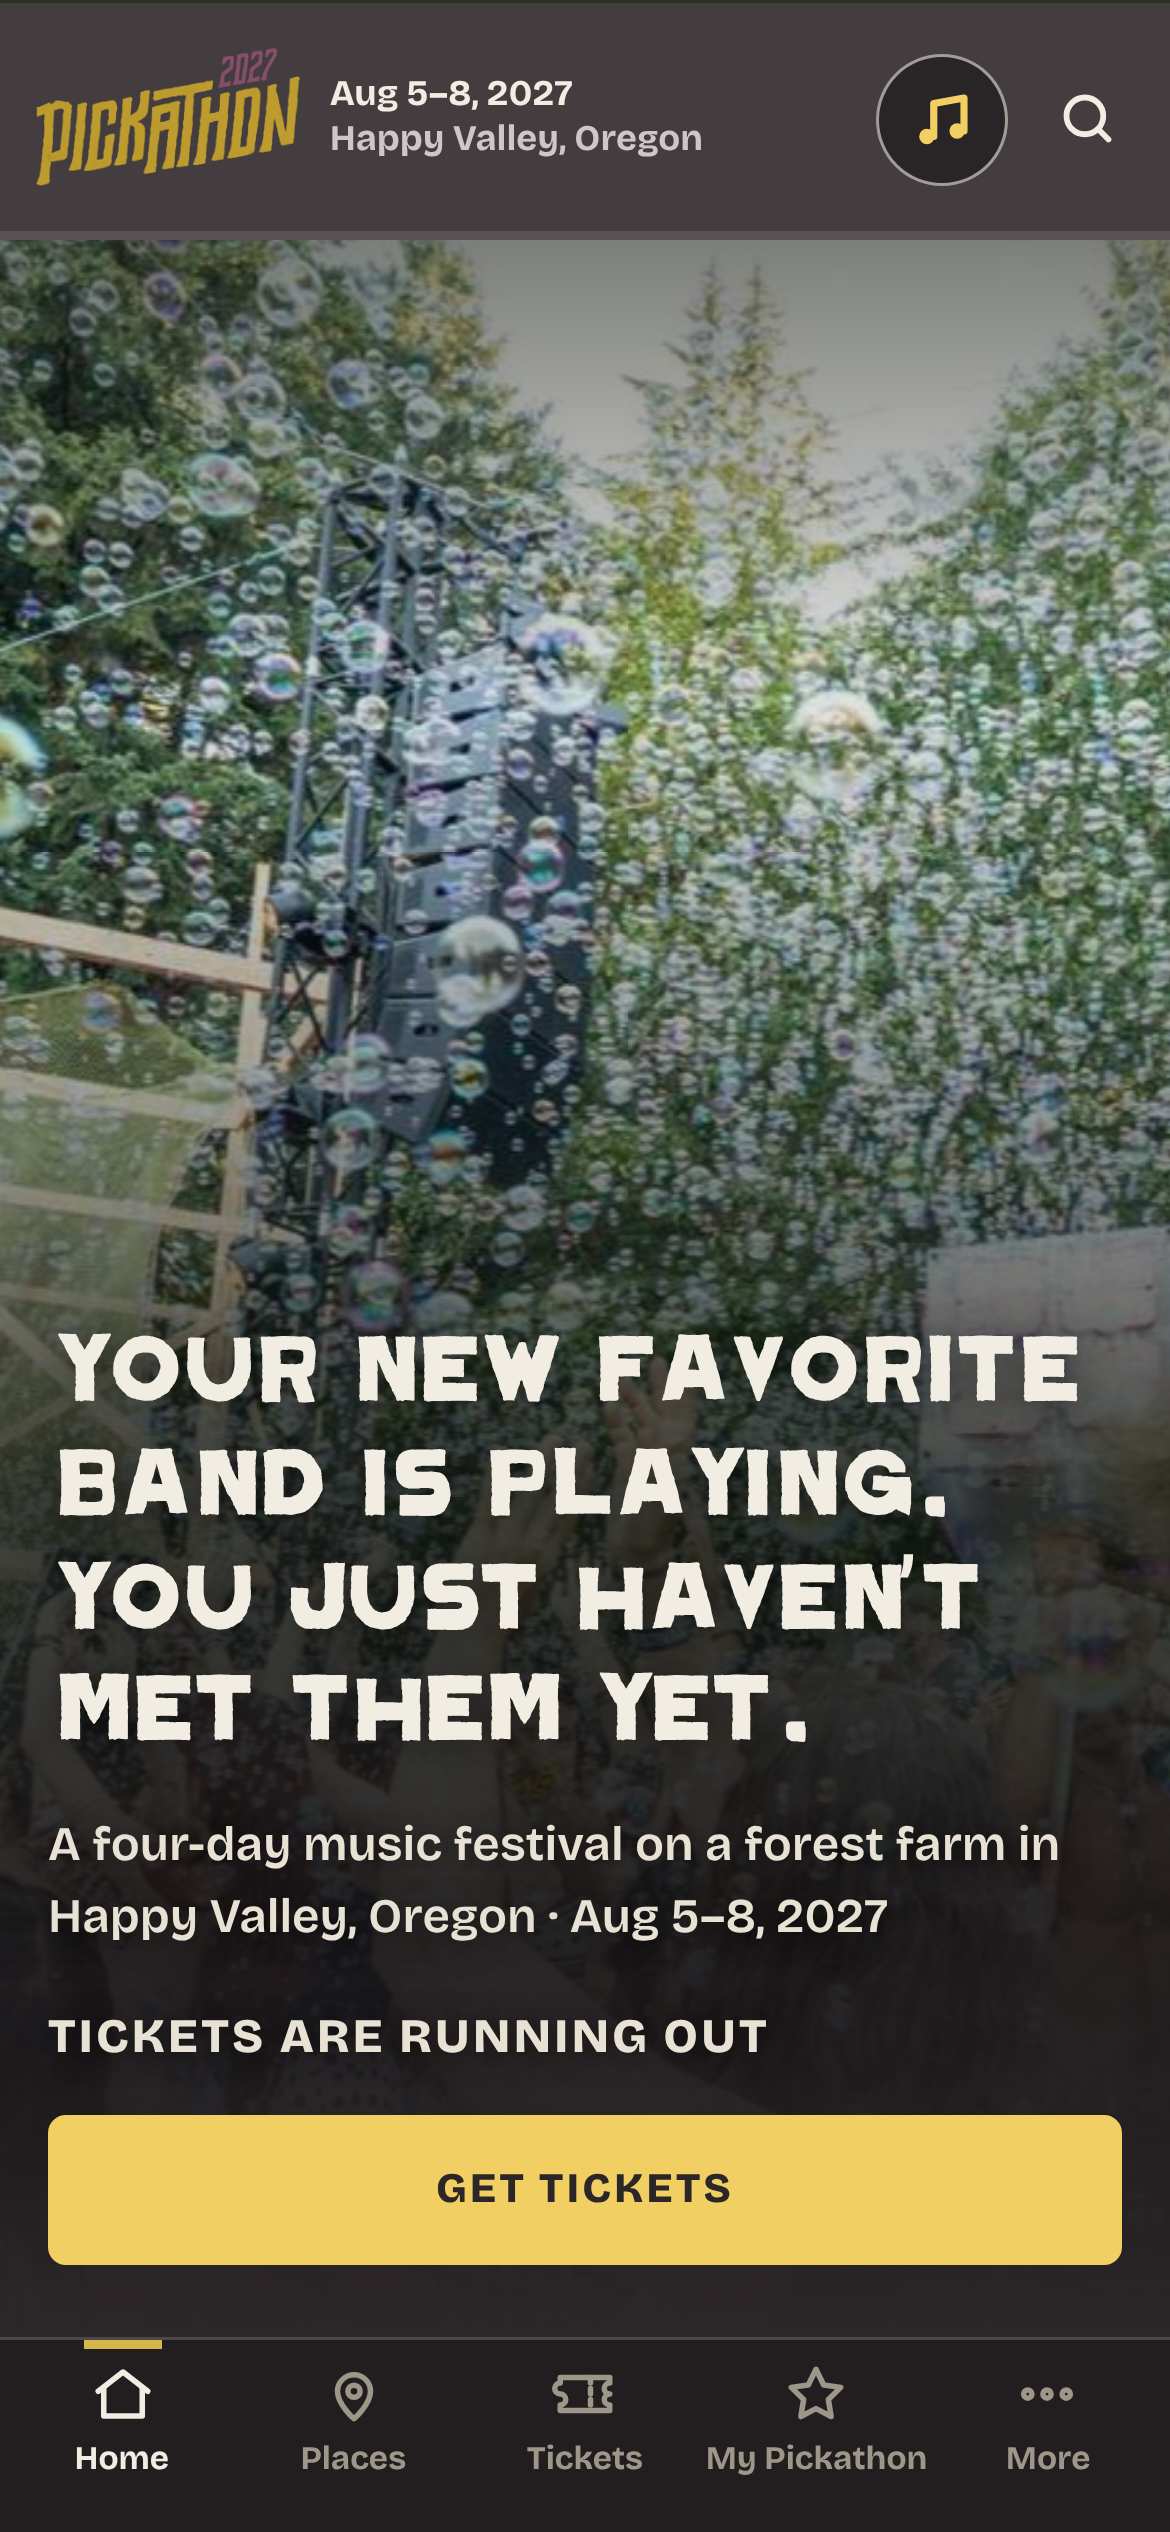 2027
PICKATHON
Aug 5–8, 2027
Happy Valley, Oregon
YOUR NEW FAVORITE
BAND IS PLAYING.
YOU JUST HAVEN'T
MET THEM YET.
A four-day music festival on a forest farm in
Happy Valley, Oregon · Aug 5–8, 2027
TICKETS ARE RUNNING OUT
GET TICKETS
Home
Places
Tickets
My Pickathon
More